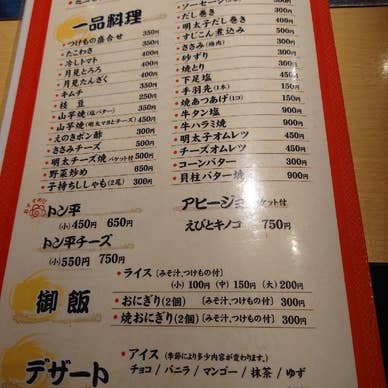 一品料理
・つけもの盛合せ 350円
・たこわさ 350円
・冷しトマト 400円
・月見とろろ 350円
・月見たんざく 350円
・キムチ
・枝豆 250円
・山芋焼(塩バター) 350円
・山芋焼(明太マヨとチーズ) 450円
・えのきポン酢 300円
・ささみチーズ 500円
・明太チーズ焼 バケット付 500円
・野菜炒め 650円
・子持ちししゃも(2尾) 300円
・ソーセージ
・だし巻き
・明太子だし巻き 400円
・すじこん煮込み 500円
・ささみ(梅肉) 300円
・砂ずり 300円
・焼とり
・下足塩 450円
・手羽先(1本) 150円
・焼あつあげ(1コ) 150円
・牛タン塩 500円
・牛ハラミ焼 500円
・明太子オムレツ 500円
・チーズオムレツ 500円
・コーンバター 300円
・貝柱バター焼 500円
トン平
(小)450円 650円
トン平チーズ
(小)550円 750円
アヒージョ バケット付
えびとキノコ 750円
御飯
・ライス [みそ汁、つけもの付]
(小)100円 (中)150円 (大)200円
・おにぎり(2個) [みそ汁、つけもの付] 300円
・焼おにぎり(2個) [みそ汁、つけもの付] 300円
デザート
・アイス (季節により多少内容が変わります。)
チョコ / バニラ / マンゴー / 抹茶 / ゆず